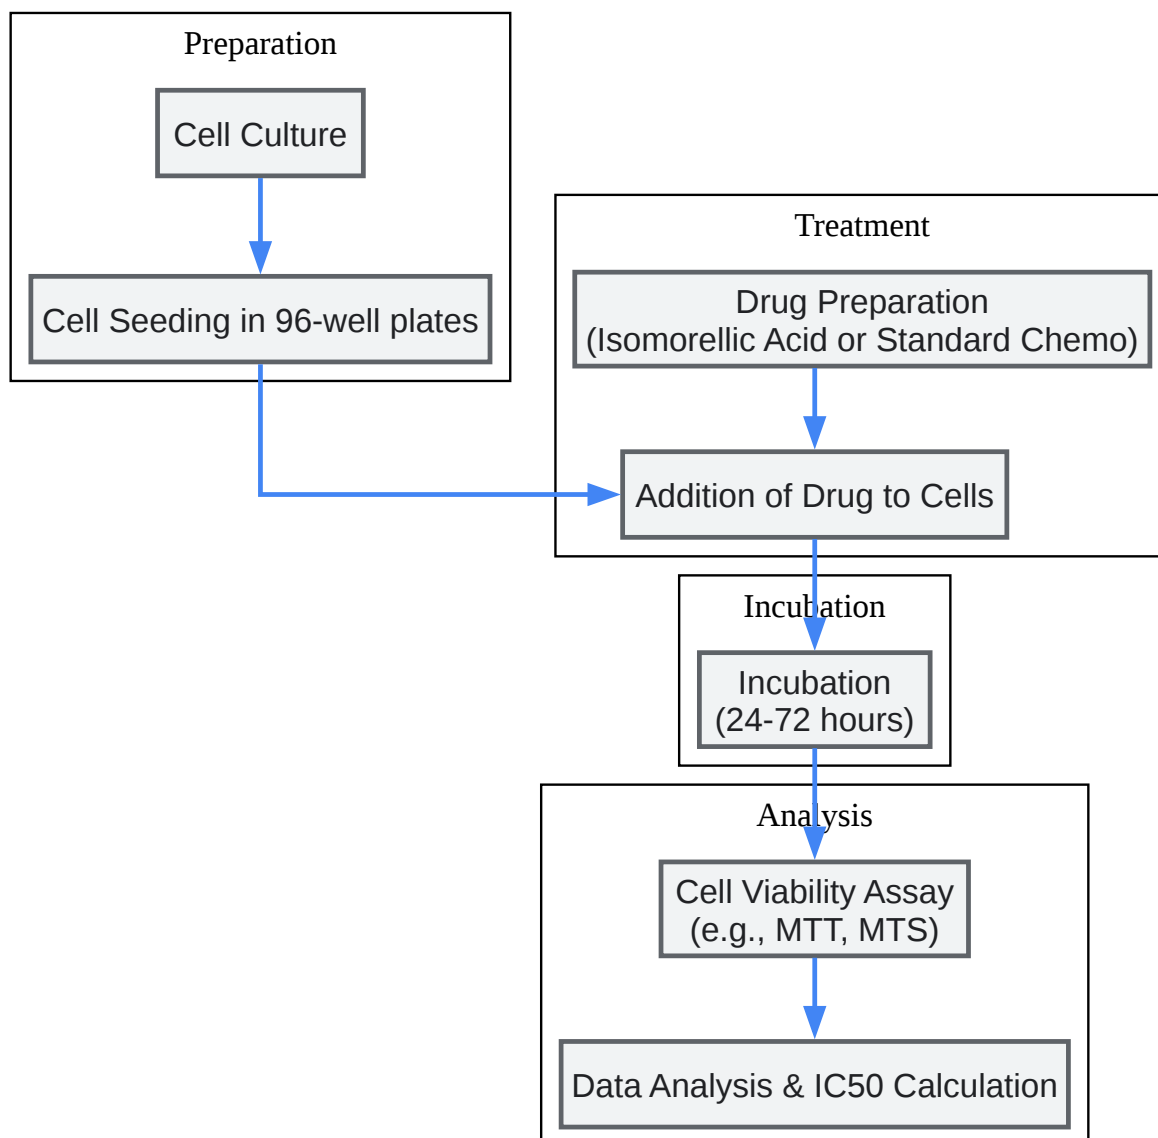 Preparation
Cell Culture
Cell Seeding in 96-well plates
Treatment
Drug Preparation
(Isomorellic Acid or Standard Chemo)
Addition of Drug to Cells
Incubation
Incubation
(24-72 hours)
Analysis
Cell Viability Assay
(e.g., MTT, MTS)
Data Analysis & IC50 Calculation